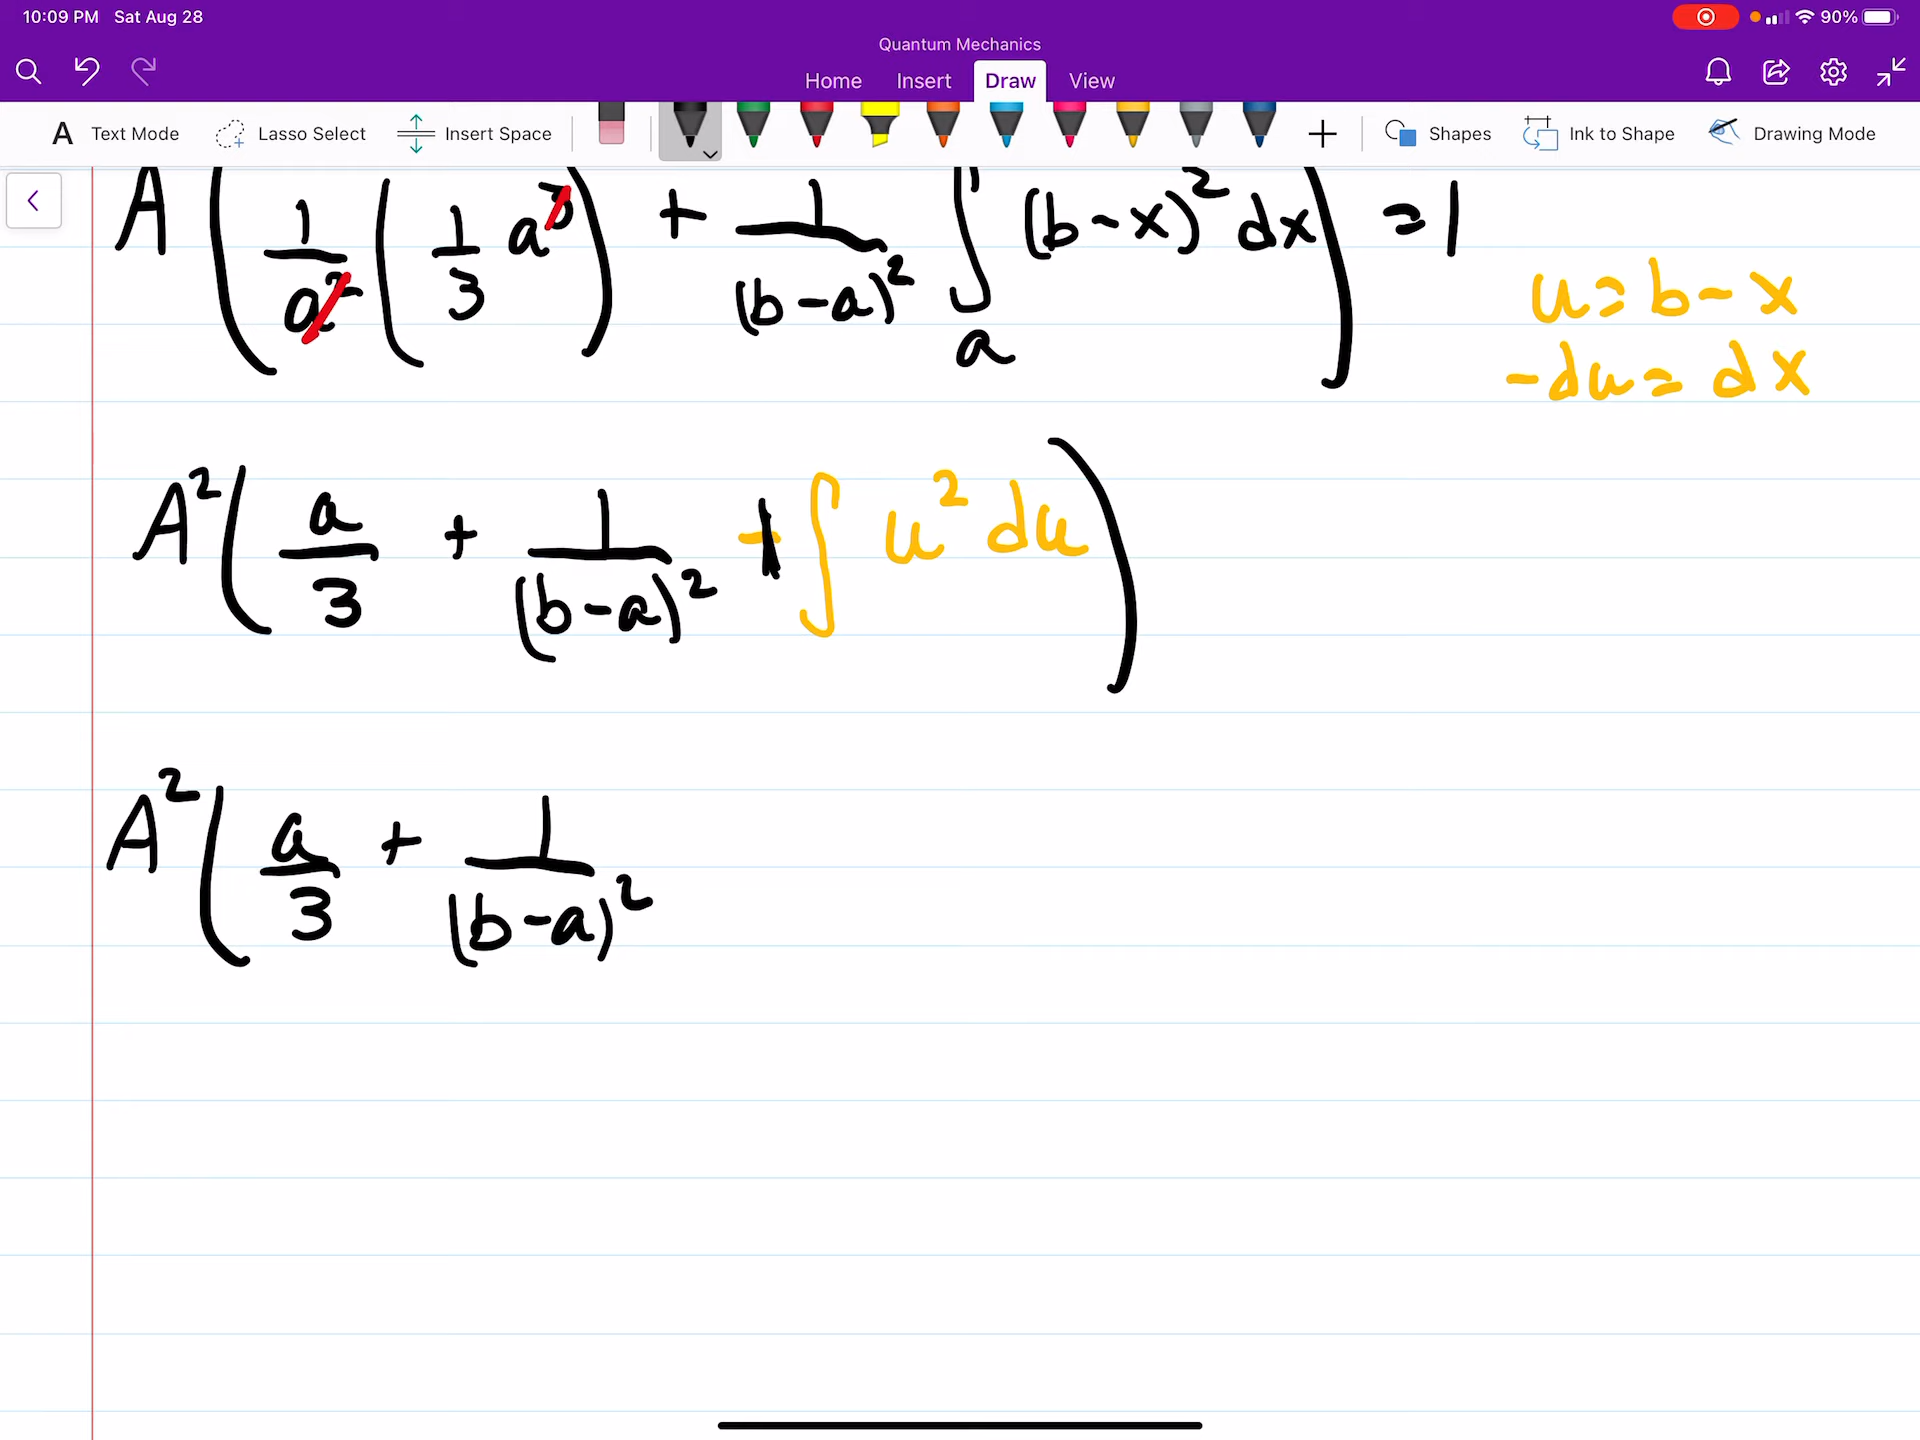 10:09 PM Sat Aug 28
90%
Quantum Mechanics
Home Insert Draw View
A Text Mode Lasso Select Insert Space Shapes Ink to Shape Drawing Mode
A ( 1/a² ( 1/3 a³ ) + 1/(b-a)² ∫a (b-x)² dx ) = 1
u = b - x
-du = dx
A² ( a/3 + 1/(b-a)² + ∫ u² du )
A² ( a/3 + 1/(b-a)²